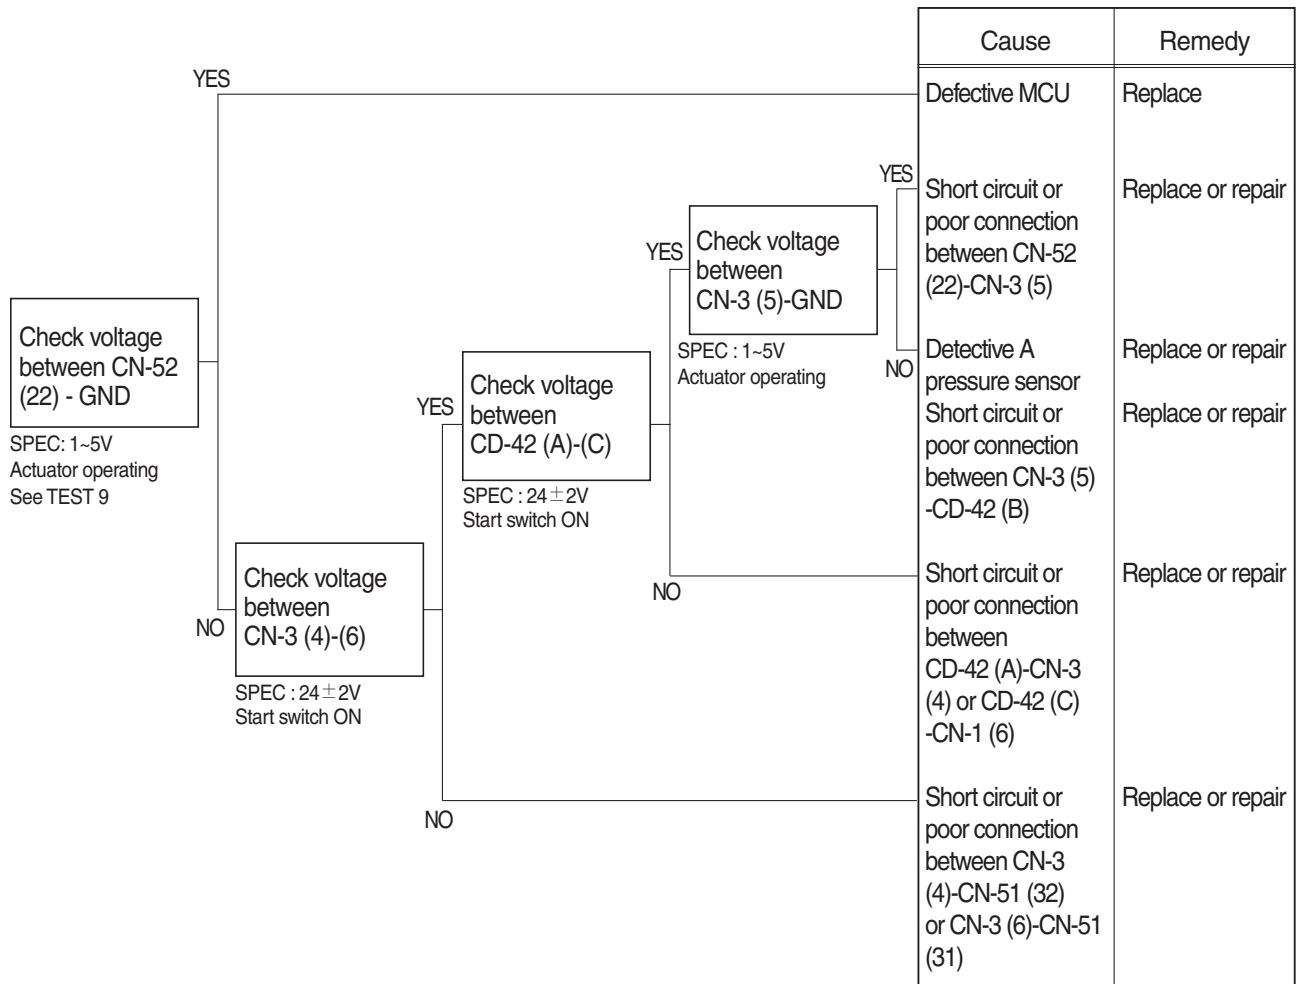 Cause
Remedy
YES
Defective MCU
Replace
YES
Short circuit or
poor connection
between CN-52
(22)-CN-3 (5)
Replace or repair
YES
Check voltage
between
CN-3 (5)-GND
SPEC : 1~5V
Actuator operating
NO
Detective A
pressure sensor
Replace or repair
Short circuit or
poor connection
between CN-3 (5)
-CD-42 (B)
Replace or repair
Check voltage
between CN-52
(22) - GND
SPEC: 1~5V
Actuator operating
See TEST 9
YES
Check voltage
between
CD-42 (A)-(C)
SPEC : 24±2V
Start switch ON
NO
Short circuit or
poor connection
between
CD-42 (A)-CN-3
(4) or CD-42 (C)
-CN-1 (6)
Replace or repair
NO
Check voltage
between
CN-3 (4)-(6)
SPEC : 24±2V
Start switch ON
NO
Short circuit or
poor connection
between CN-3
(4)-CN-51 (32)
or CN-3 (6)-CN-51
(31)
Replace or repair